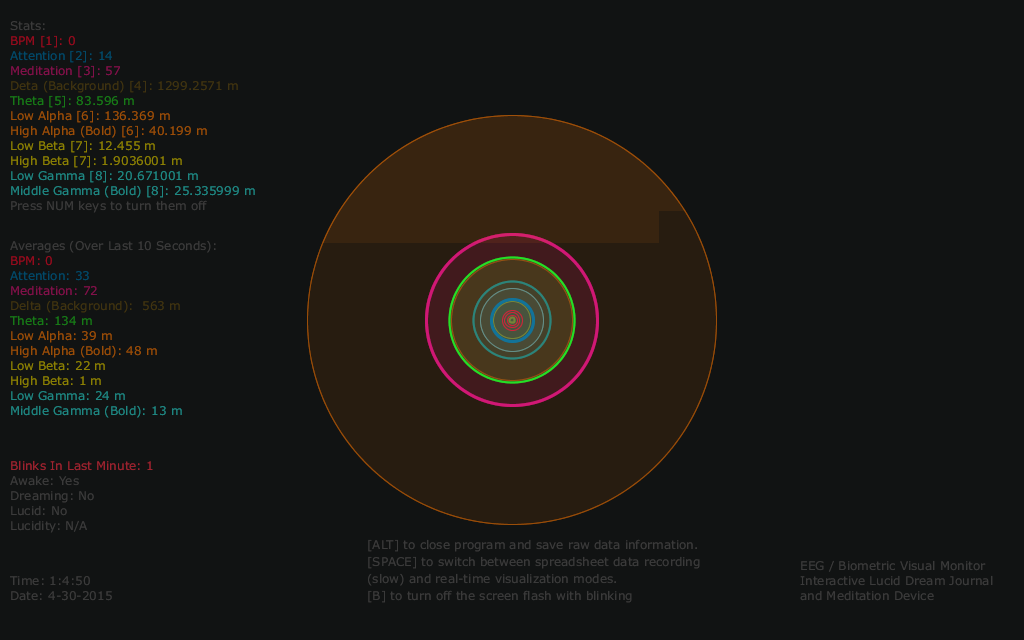 Stats:
BPM [1]: 0
Attention [2]: 14
Meditation [3]: 57
Deta (Background) [4]: 1299.2571 m
Theta [5]: 83.596 m
Low Alpha [6]: 136.369 m
High Alpha (Bold) [6]: 40.199 m
Low Beta [7]: 12.455 m
High Beta [7]: 1.9036001 m
Low Gamma [8]: 20.671001 m
Middle Gamma (Bold) [8]: 25.335999 m
Press NUM keys to turn them off
Averages (Over Last 10 Seconds):
BPM: 0
Attention: 33
Meditation: 72
Delta (Background):  563 m
Theta: 134 m
Low Alpha: 39 m
High Alpha (Bold): 48 m
Low Beta: 22 m
High Beta: 1 m
Low Gamma: 24 m
Middle Gamma (Bold): 13 m
Blinks In Last Minute: 1
Awake: Yes
Dreaming: No
Lucid: No
Lucidity: N/A
Time: 1:4:50
Date: 4-30-2015
[ALT] to close program and save raw data information.
[SPACE] to switch between spreadsheet data recording
(slow) and real-time visualization modes.
[B] to turn off the screen flash with blinking
EEG / Biometric Visual Monitor
Interactive Lucid Dream Journal
and Meditation Device